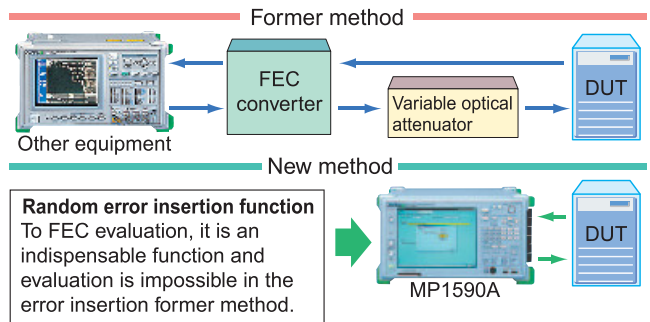 Former method
FEC
converter
Variable optical
attenuator
DUT
Other equipment
New method
Random error insertion function
To FEC evaluation, it is an
indispensable function and
evaluation is impossible in the
error insertion former method.
MP1590A
DUT